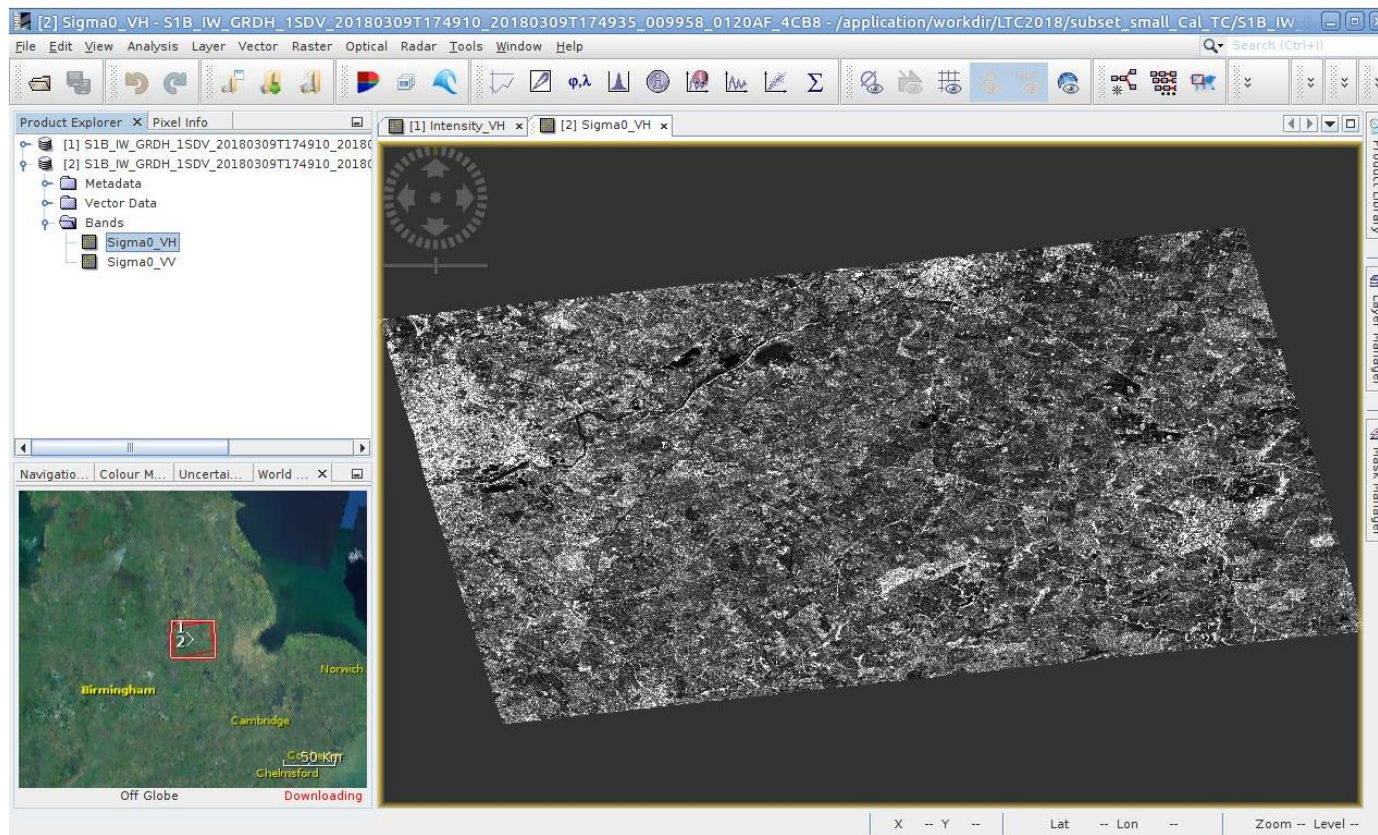 [2] Sigma0_VH - S1B_IW_GRDH_1SDV_20180309T174910_20180309T174935_009958_0120AF_4CB8 - /application/workdir/LTC2018/subset_small_Cal_TC/S1B_IW_
File Edit View Analysis Layer Vector Raster Optical Radar Tools Window Help
Search (Ctrl+I)
φ,λ Σ
Product Explorer X Pixel Info
[1] Intensity_VH x [2] Sigma0_VH x
[1] S1B_IW_GRDH_1SDV_20180309T174910_2018
[2] S1B_IW_GRDH_1SDV_20180309T174910_2018
Metadata
Vector Data
Bands
Sigma0_VH
Sigma0_VV
Product Library
Layer Manager
Mask Manager
Navigatio... Colour M... Uncertai... World ... X
1
2
Norwich
Birmingham
Cambridge
50 Km
Chelmsford
Off Globe Downloading
X -- Y -- Lat -- Lon -- Zoom -- Level --